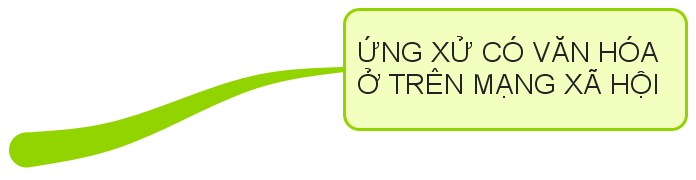 ỨNG XỬ CÓ VĂN HÓA
Ở TRÊN MẠNG XÃ HỘI